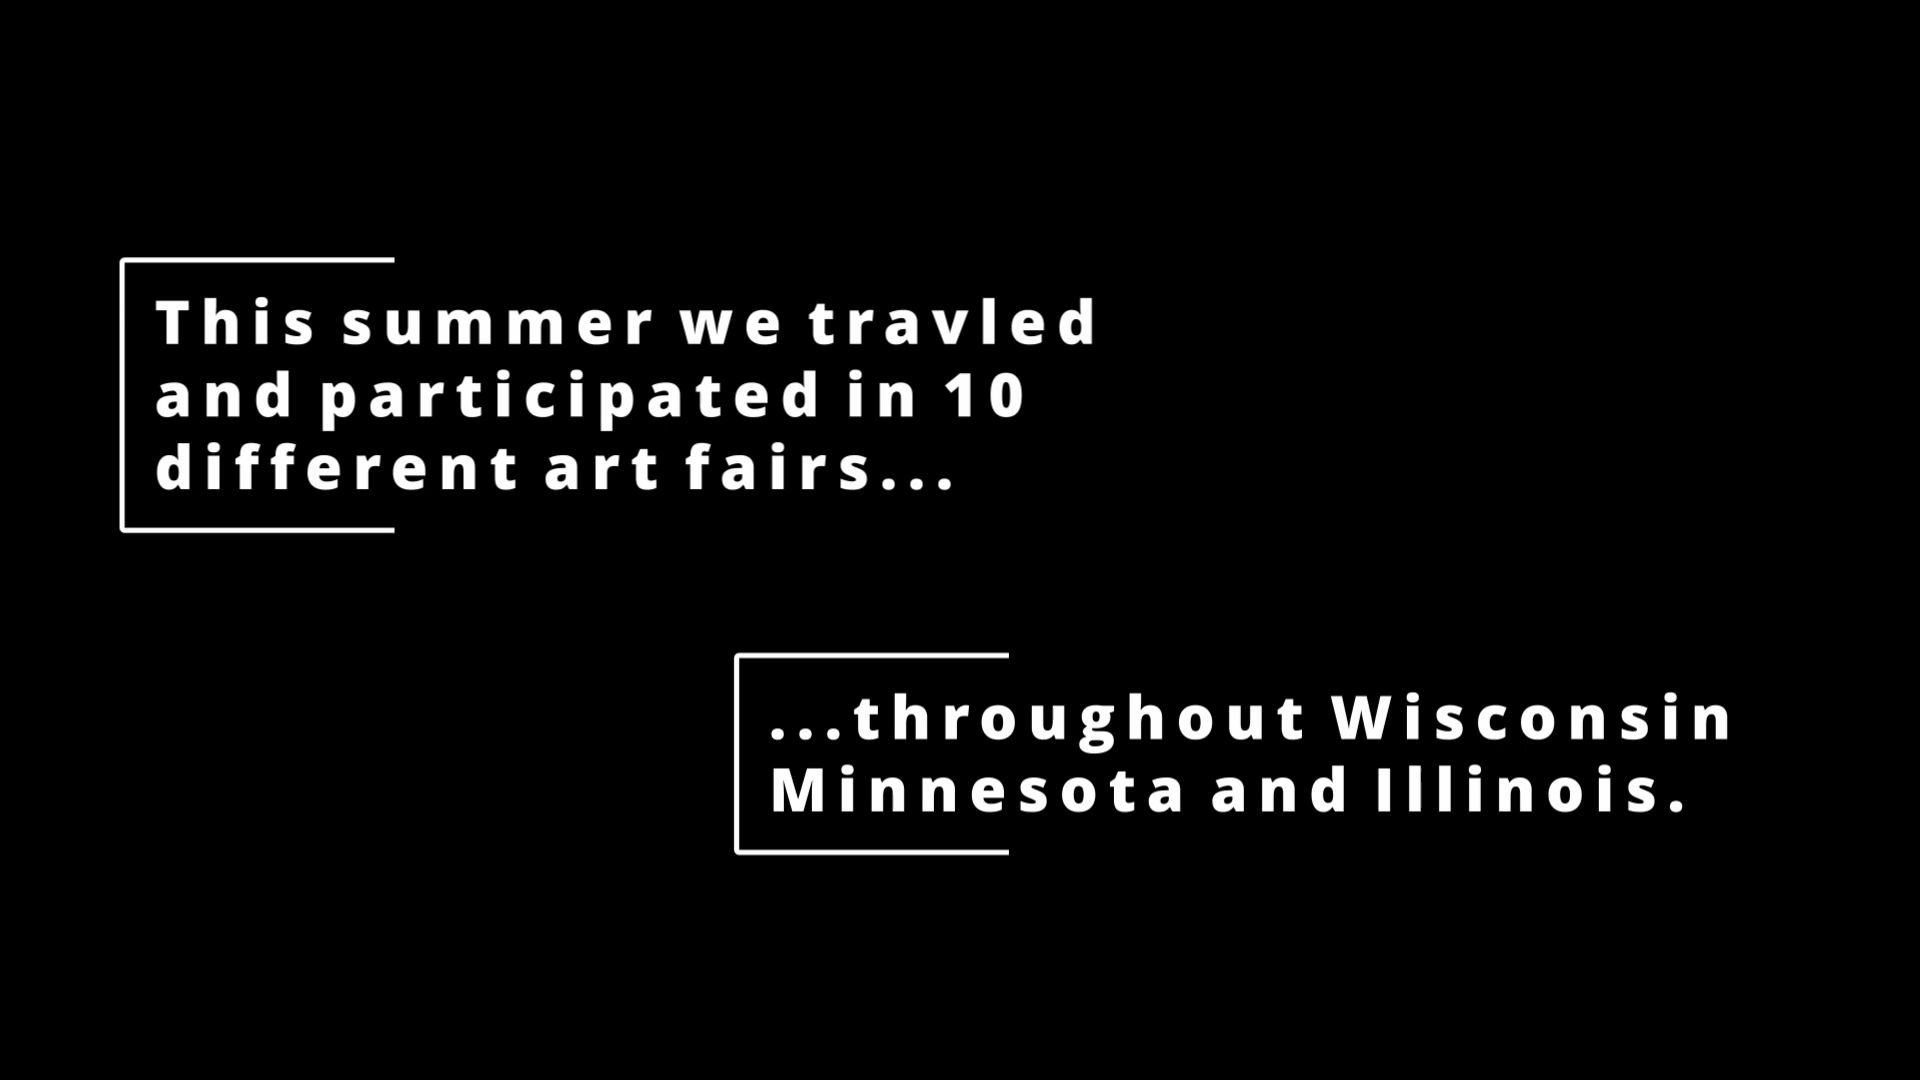 This summer we travled
and participated in 10
different art fairs...
...throughout Wisconsin
Minnesota and Illinois.